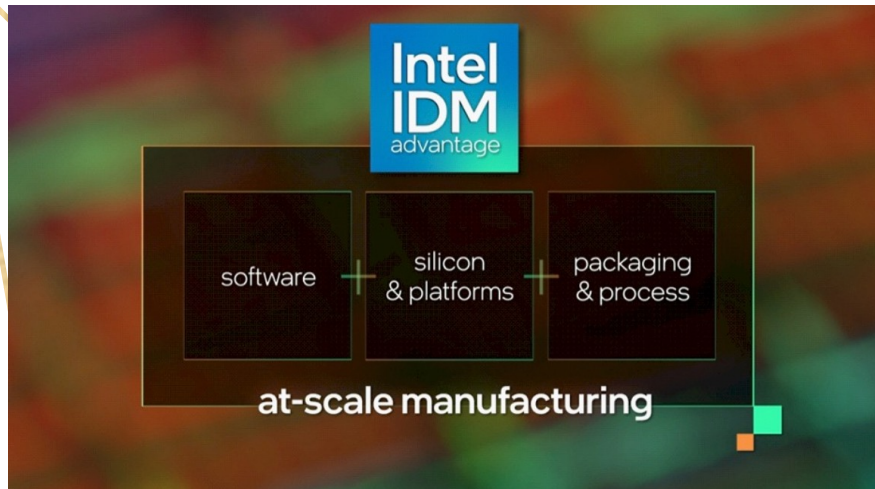 Intel
IDM
advantage
software
silicon
& platforms
packaging
& process
at-scale manufacturing